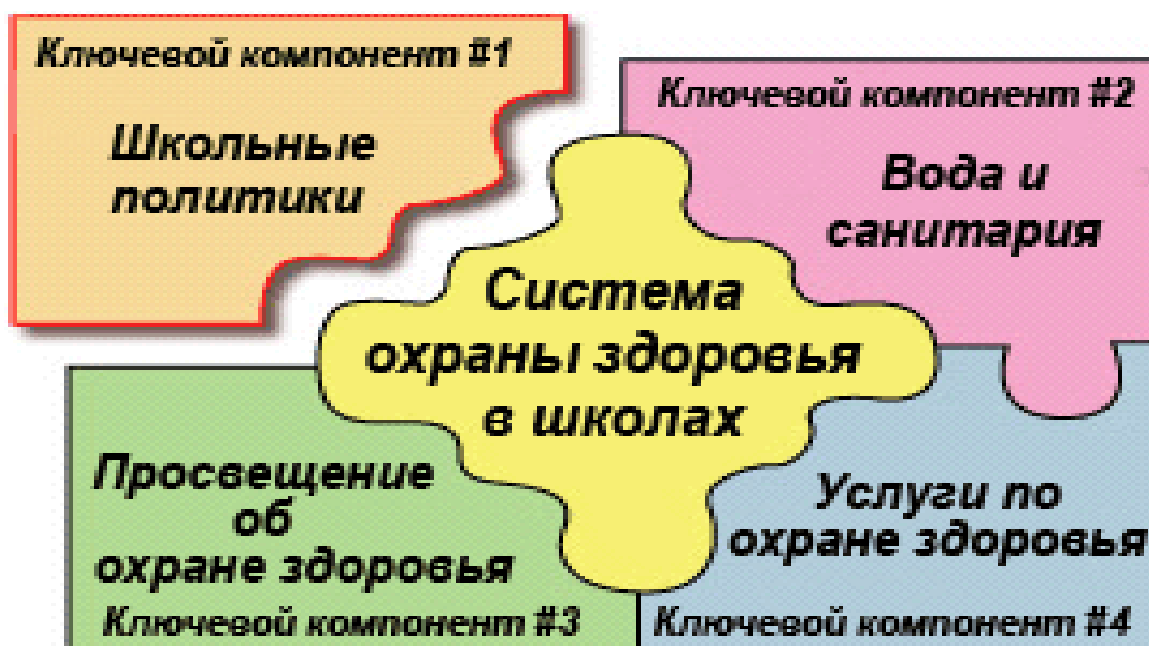 Ключевой компонент #1
Школьные
политики
Ключевой компонент #2
Вода и
санитария
Система
охраны здоровья
в школах
Просвещение
об
охране здоровья
Ключевой компонент #3
Услуги по
охране здоровья
Ключевой компонент #4